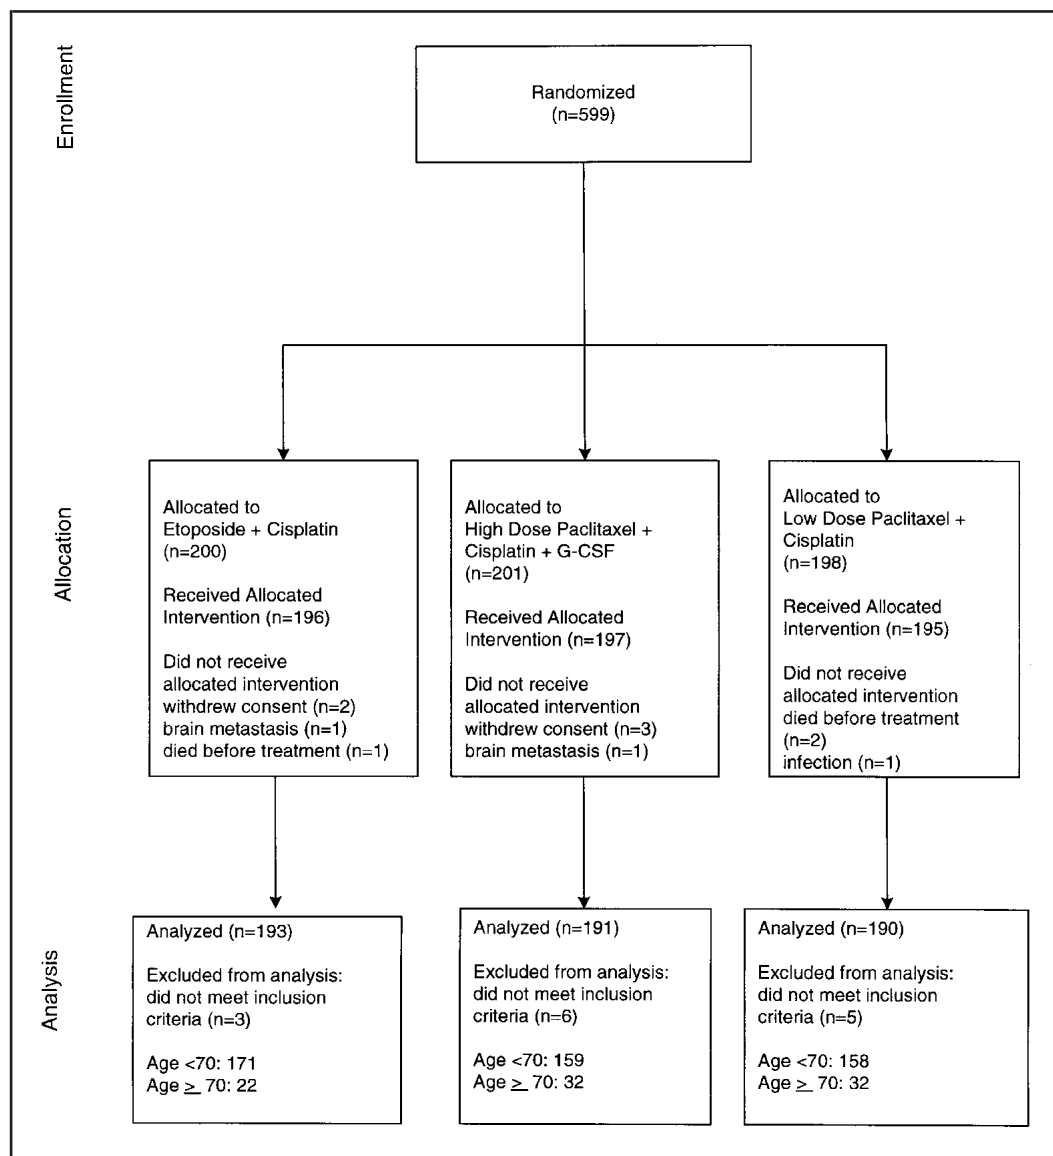 Enrollment
Randomized
(n=599)
Allocation
Allocated to
Etoposide + Cisplatin
(n=200)
Received Allocated
Intervention (n=196)
Did not receive
allocated intervention
withdrew consent (n=2)
brain metastasis (n=1)
died before treatment (n=1)
Allocated to
High Dose Paclitaxel +
Cisplatin + G-CSF
(n=201)
Received Allocated
Intervention (n=197)
Did not receive
allocated intervention
withdrew consent (n=3)
brain metastasis (n=1)
Allocated to
Low Dose Paclitaxel +
Cisplatin
(n=198)
Received Allocated
Intervention (n=195)
Did not receive
allocated intervention
died before treatment
(n=2)
infection (n=1)
Analysis
Analyzed (n=193)
Excluded from analysis:
did not meet inclusion
criteria (n=3)
Age <70: 171
Age ≥ 70: 22
Analyzed (n=191)
Excluded from analysis:
did not meet inclusion
criteria (n=6)
Age <70: 159
Age ≥ 70: 32
Analyzed (n=190)
Excluded from analysis:
did not meet inclusion
criteria (n=5)
Age <70: 158
Age ≥ 70: 32